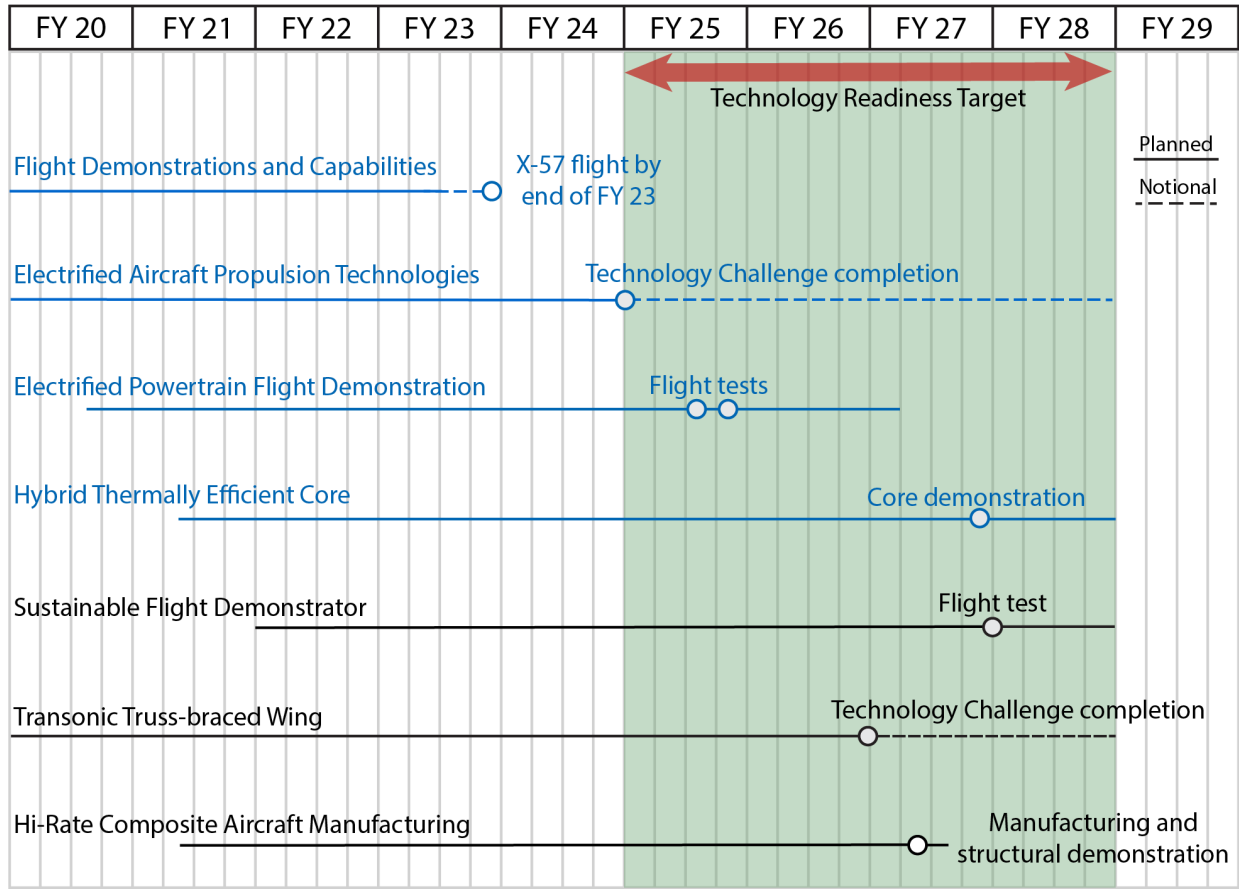 FY 20 FY 21 FY 22 FY 23 FY 24 FY 25 FY 26 FY 27 FY 28 FY 29
Technology Readiness Target
Planned
Notional
Flight Demonstrations and Capabilities
X-57 flight by
end of FY 23
Electrified Aircraft Propulsion Technologies
Technology Challenge completion
Electrified Powertrain Flight Demonstration
Flight tests
Hybrid Thermally Efficient Core
Core demonstration
Sustainable Flight Demonstrator
Flight test
Transonic Truss-braced Wing
Technology Challenge completion
Hi-Rate Composite Aircraft Manufacturing
Manufacturing and
structural demonstration